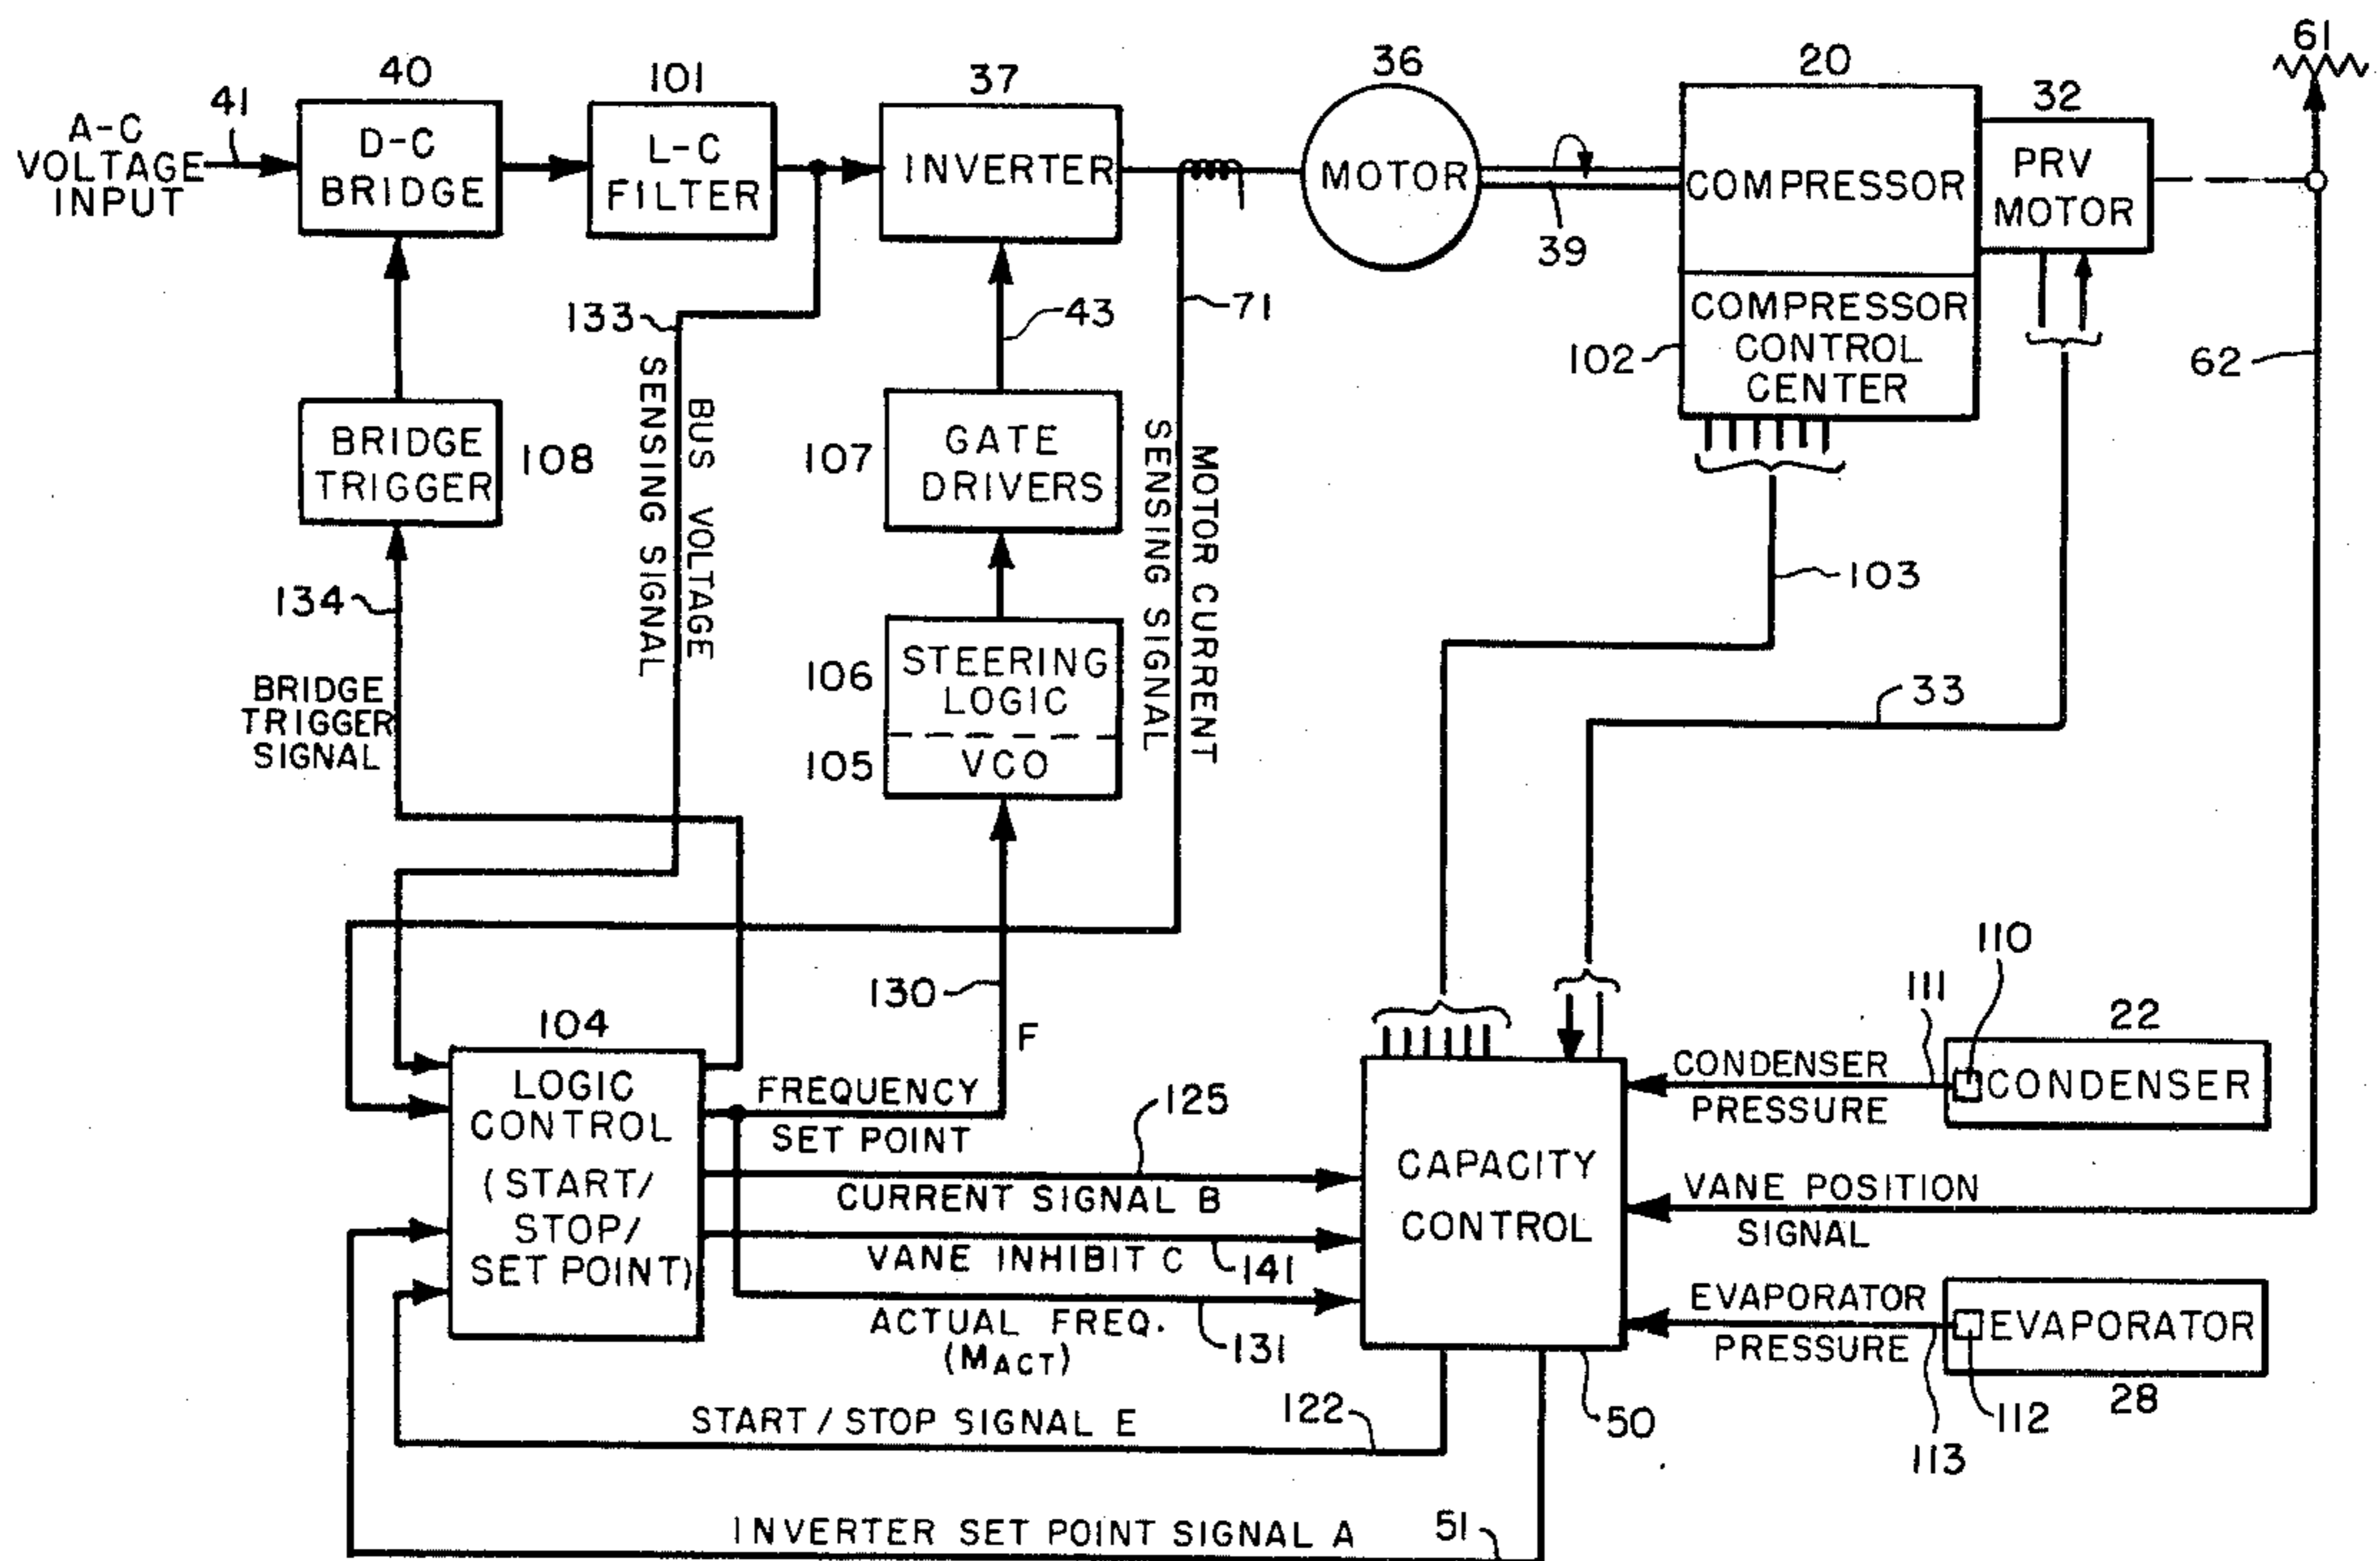 A-C
VOLTAGE
INPUT
41
40
D-C
BRIDGE
101
L-C
FILTER
37
INVERTER
36
MOTOR
39
20
COMPRESSOR
32
PRV
MOTOR
61
COMPRESSOR
CONTROL
CENTER
102
62
133
BUS VOLTAGE
SENSING SIGNAL
43
71
MOTOR CURRENT
SENSING SIGNAL
BRIDGE
TRIGGER
108
107
GATE
DRIVERS
103
134
BRIDGE
TRIGGER
SIGNAL
106
STEERING
LOGIC
105
VCO
33
130
F
104
LOGIC
CONTROL
(START/
STOP/
SET POINT)
FREQUENCY
SET POINT
125
CURRENT SIGNAL B
VANE INHIBIT C
141
ACTUAL FREQ.
(MACT)
131
CAPACITY
CONTROL
50
110
111
22
CONDENSER
CONDENSER
PRESSURE
VANE POSITION
SIGNAL
EVAPORATOR
PRESSURE
EVAPORATOR
28
112
113
START / STOP SIGNAL E
122
INVERTER SET POINT SIGNAL A
51